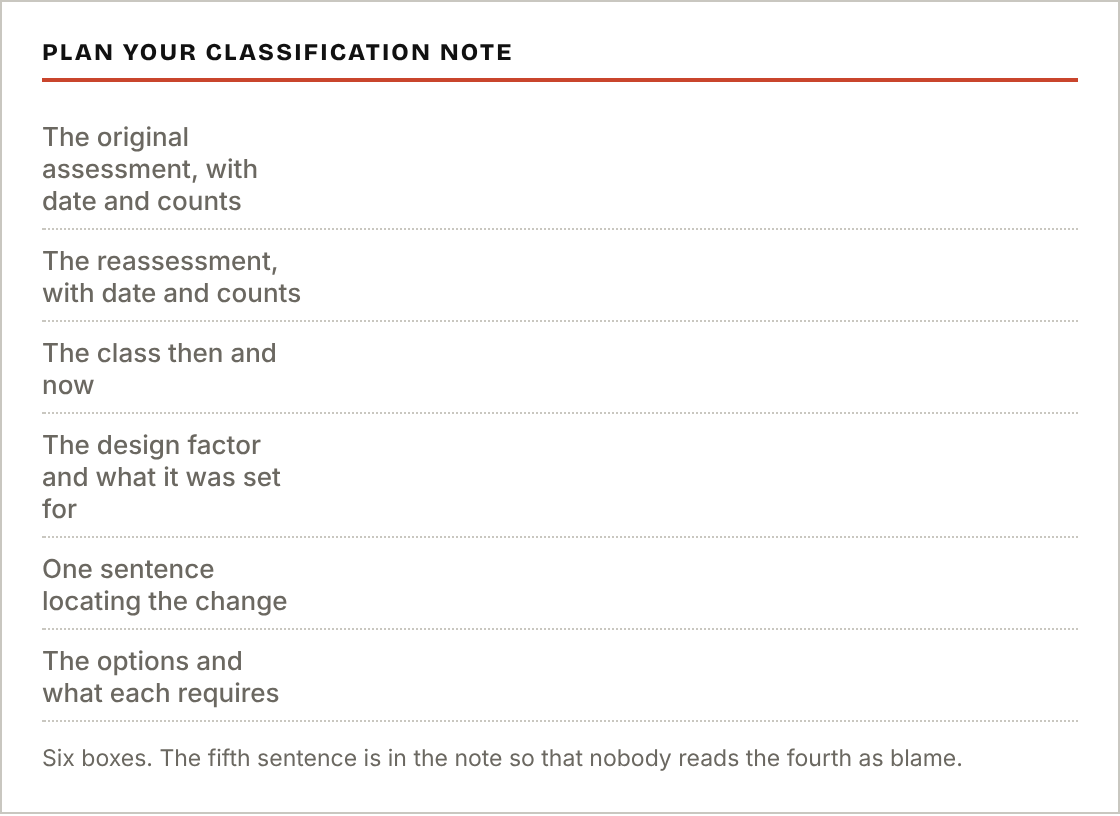 PLAN YOUR CLASSIFICATION NOTE
The original
assessment, with
date and counts
The reassessment,
with date and counts
The class then and
now
The design factor
and what it was set
for
One sentence
locating the change
The options and
what each requires
Six boxes. The fifth sentence is in the note so that nobody reads the fourth as blame.